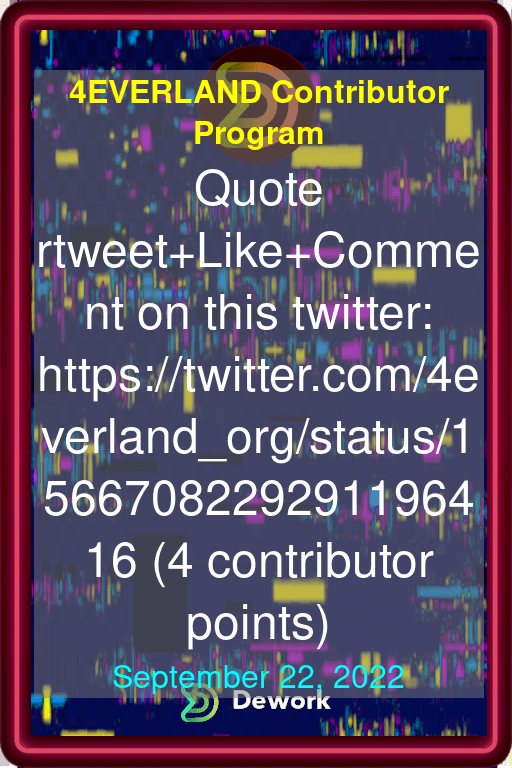 4EVERLAND Contributor
Program
Quote
rtweet+Like+Comme
nt on this twitter:
https://twitter.com/4e
verland_org/status/1
5667082292911964
16 (4 contributor
points)
September 22, 2022
Dework